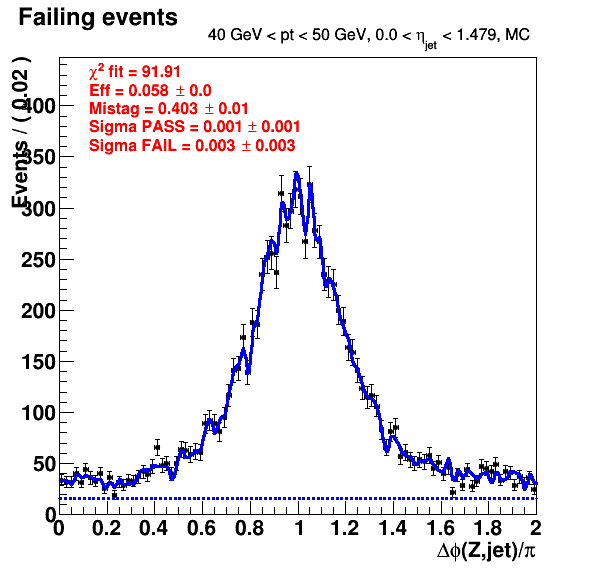 Failing events
40 GeV < pt < 50 GeV, 0.0 < η_jet < 1.479, MC
χ² fit = 91.91
Eff = 0.058 ± 0.0
Mistag = 0.403 ± 0.01
Sigma PASS = 0.001 ± 0.001
Sigma FAIL = 0.003 ± 0.003
Events / ( 0.02 )
400
350
300
250
200
150
100
50
0
0 0.2 0.4 0.6 0.8 1 1.2 1.4 1.6 1.8 2
Δϕ(Z,jet)/π